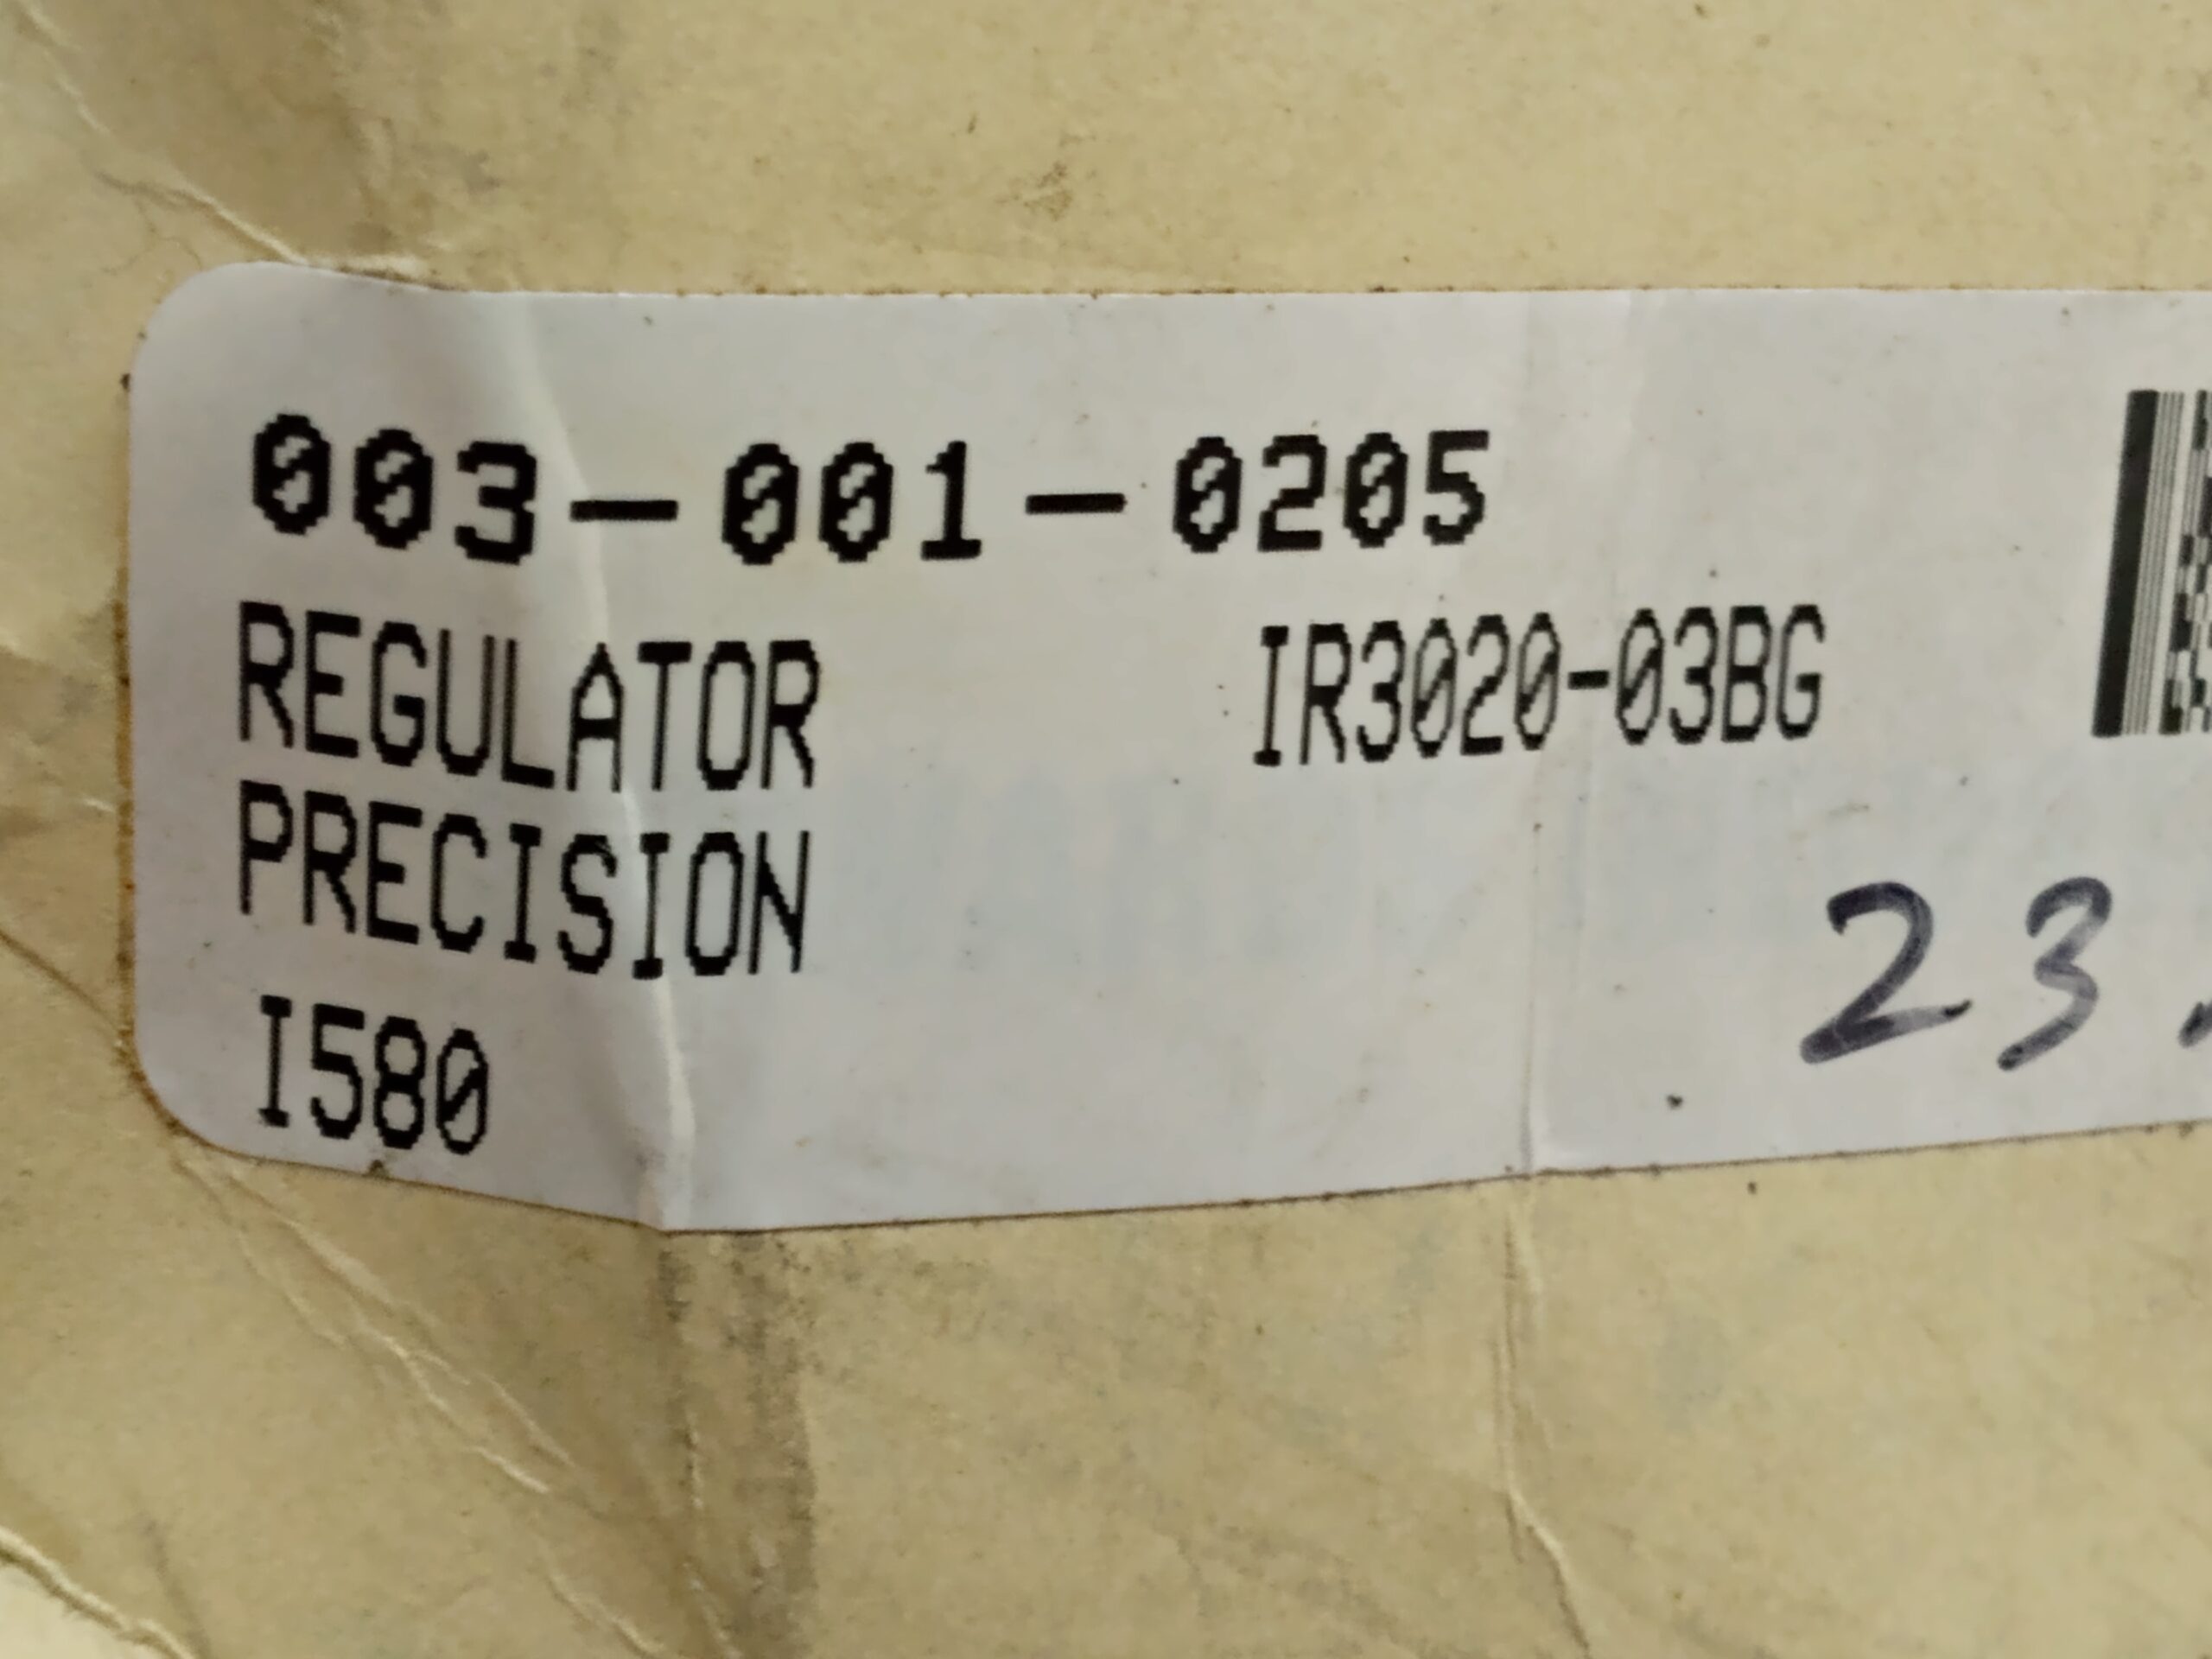 003-001-0205
REGULATOR IR3020-03BG
PRECISION
23.
I580